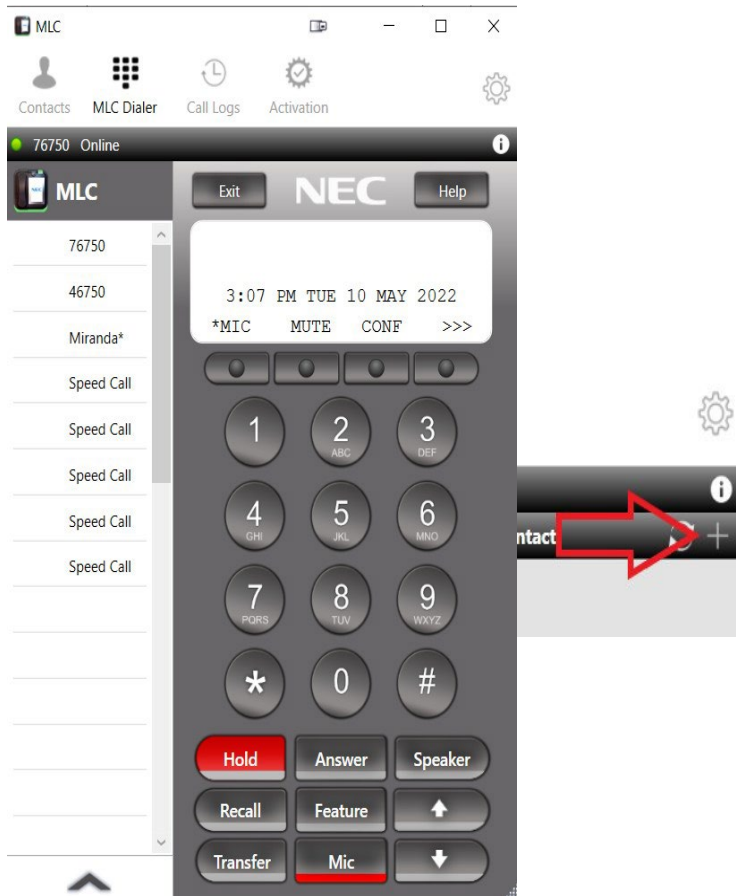 MLC
Contacts MLC Dialer Call Logs Activation
76750 Online
MLC
76750
46750
Miranda*
Speed Call
Speed Call
Speed Call
Speed Call
Speed Call
Exit NEC Help
3:07 PM TUE 10 MAY 2022
*MIC MUTE CONF >>>
1 2 ABC 3 DEF
4 GHI 5 JKL 6 MNO
7 PQRS 8 TUV 9 WXYZ
* 0 #
Hold Answer Speaker
Recall Feature
Transfer Mic
ntact